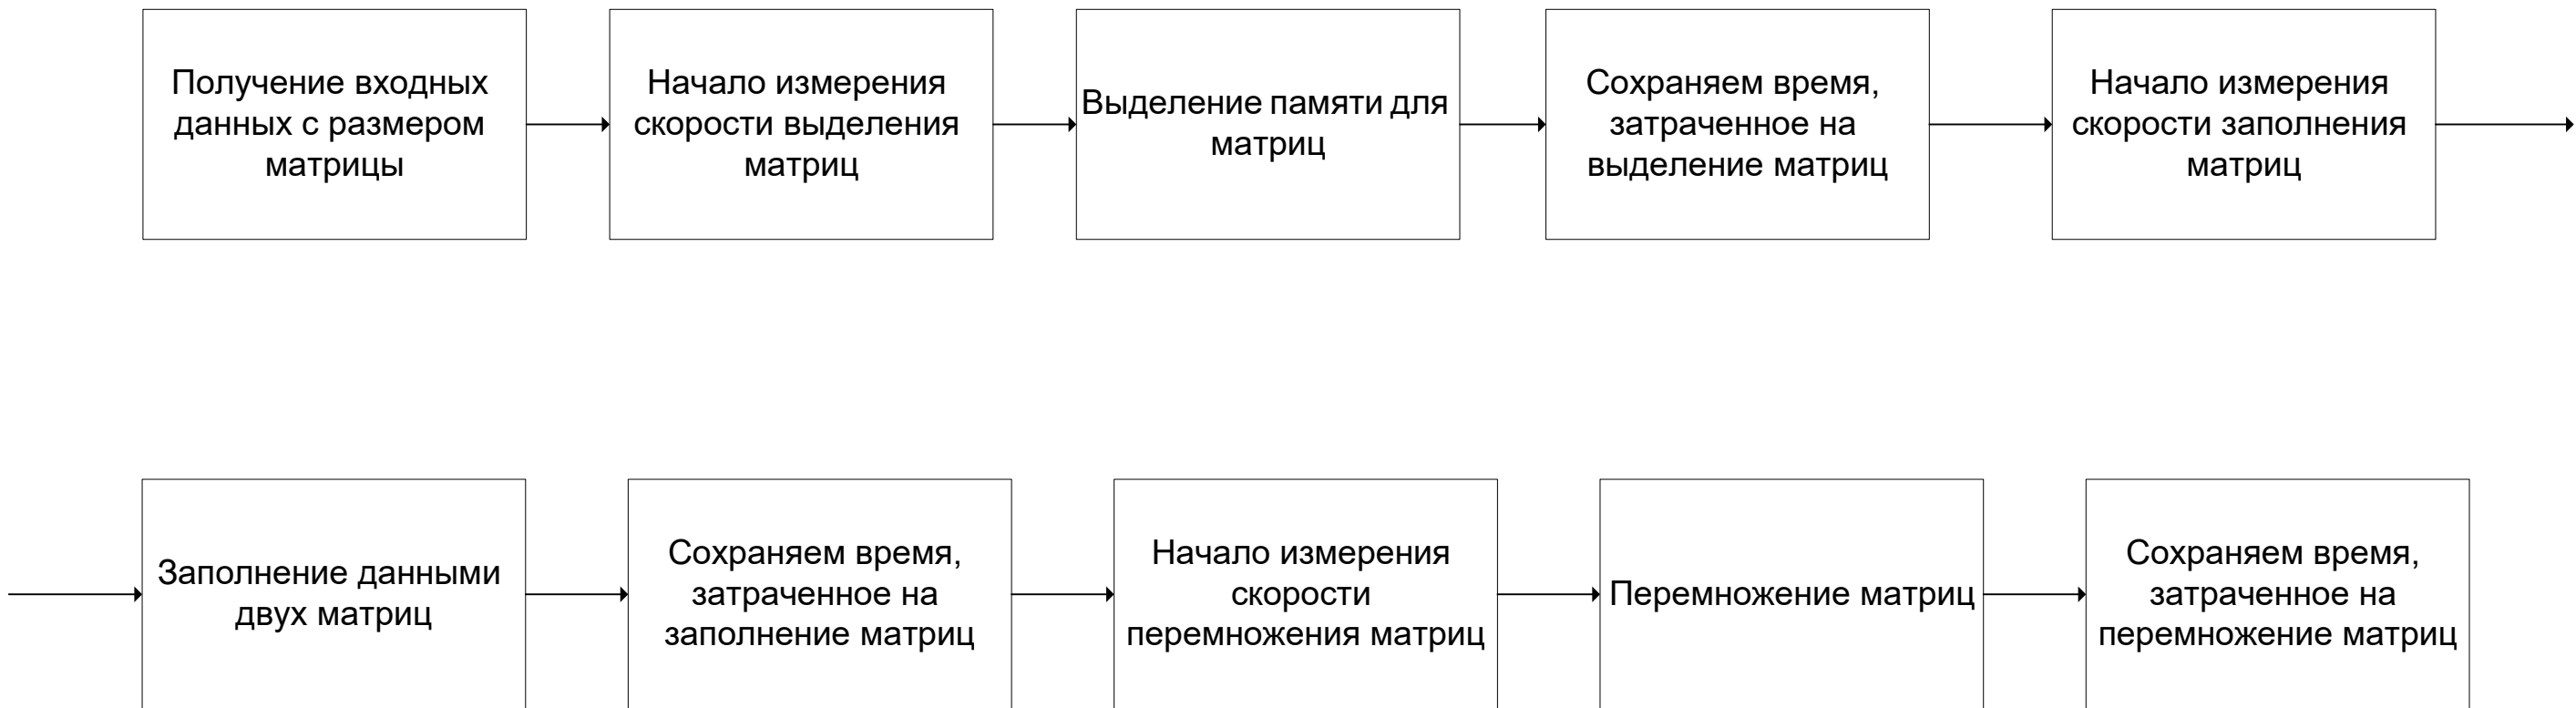 Получение входных
данных с размером
матрицы
Начало измерения
скорости выделения
матриц
Выделение памяти для
матриц
Сохраняем время,
затраченное на
выделение матриц
Начало измерения
скорости заполнения
матриц
Заполнение данными
двух матриц
Сохраняем время,
затраченное на
заполнение матриц
Начало измерения
скорости
перемножения матриц
Перемножение матриц
Сохраняем время,
затраченное на
перемножение матриц